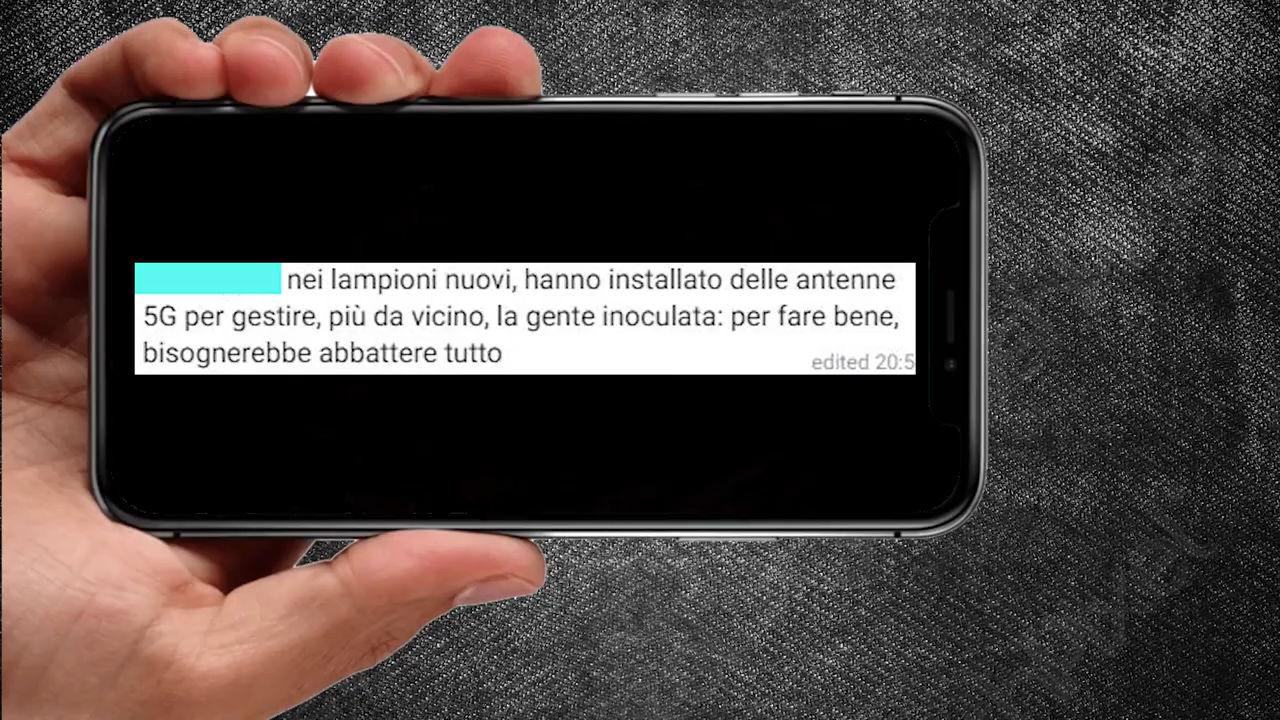 nei lampioni nuovi, hanno installato delle antenne
5G per gestire, più da vicino, la gente inoculata: per fare bene,
bisognerebbe abbattere tutto
edited 20:5